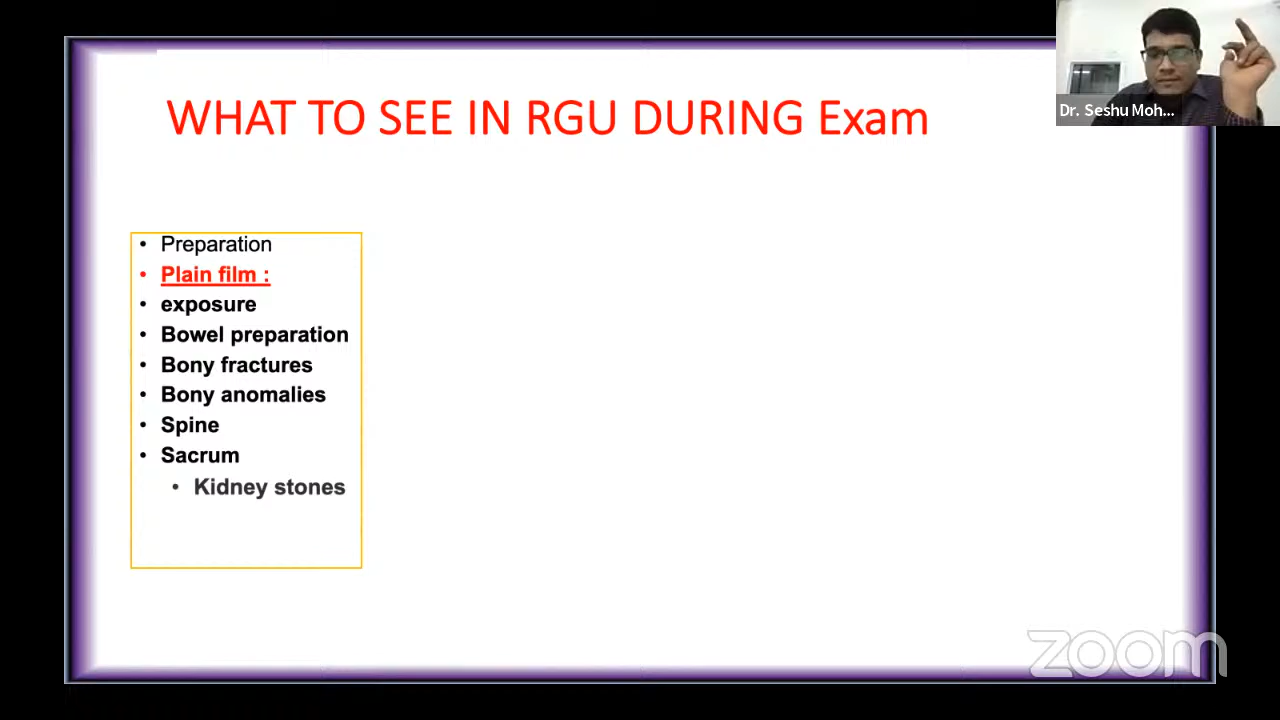 WHAT TO SEE IN RGU DURING Exam
Dr. Seshu Moh...
• Preparation
• Plain film :
• exposure
• Bowel preparation
• Bony fractures
• Bony anomalies
• Spine
• Sacrum
• Kidney stones
zoom